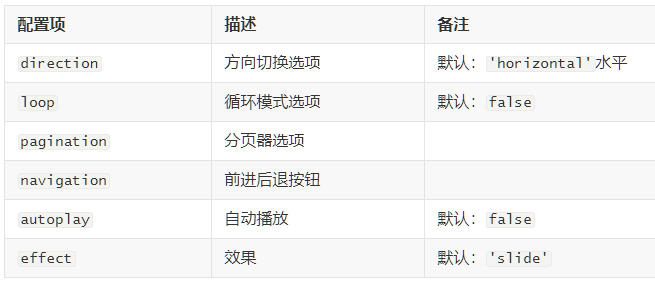 配置项 描述 备注
direction 方向切换选项 默认：'horizontal'水平
loop 循环模式选项 默认：false
pagination 分页器选项
navigation 前进后退按钮
autoplay 自动播放 默认：false
effect 效果 默认：'slide'